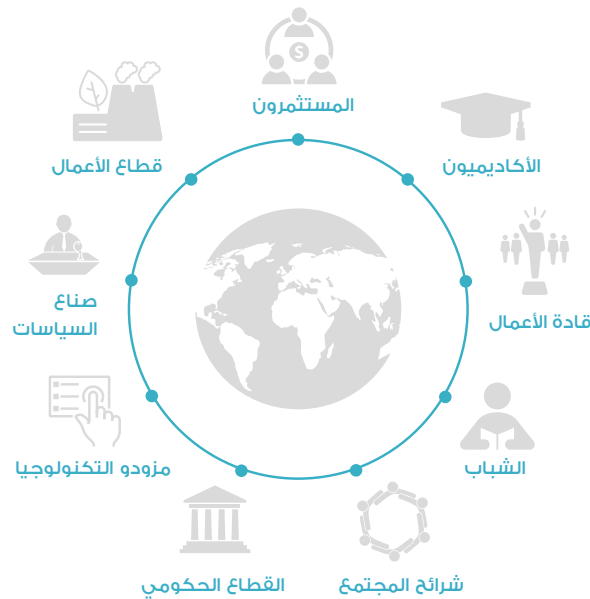 المستثمرون
الأكاديميون
قطاع الأعمال
قادة الأعمال
صناع
السياسات
الشباب
مزودو التكنولوجيا
شرائح المجتمع
القطاع الحكومي
$